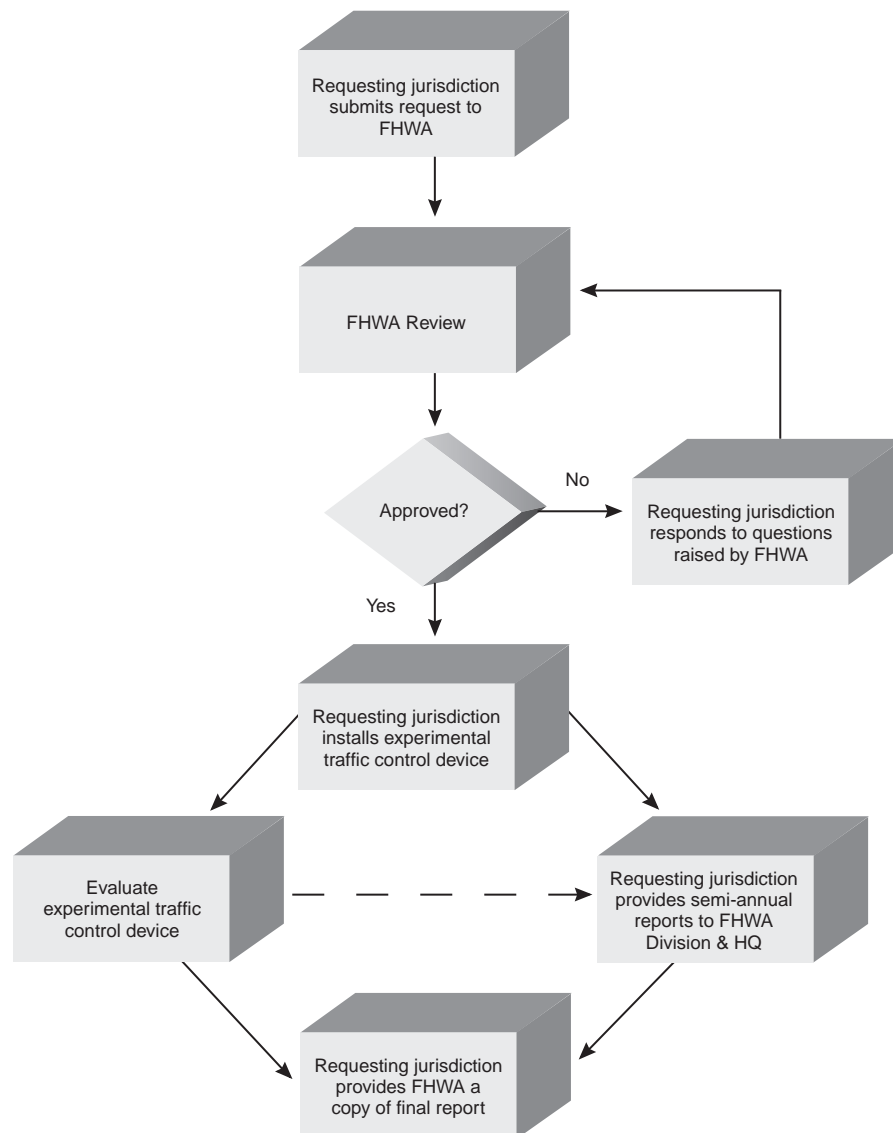 Requesting jurisdiction
submits request to
FHWA
FHWA Review
Approved?
No
Requesting jurisdiction
responds to questions
raised by FHWA
Yes
Requesting jurisdiction
installs experimental
traffic control device
Evaluate
experimental traffic
control device
Requesting jurisdiction
provides semi-annual
reports to FHWA
Division & HQ
Requesting jurisdiction
provides FHWA a
copy of final report